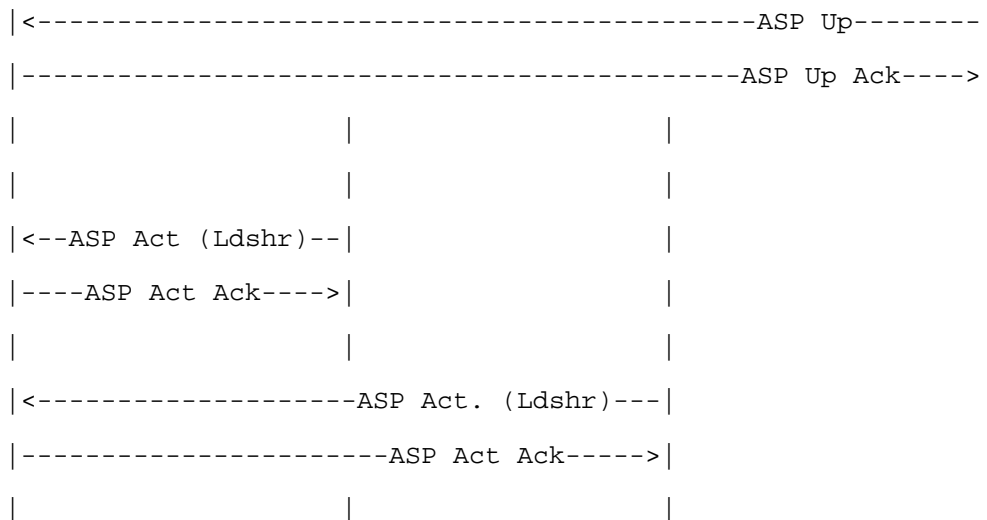 |<---------------------------------------------ASP Up--------
|---------------------------------------------ASP Up Ack---->
|                    |                   |
|                    |                   |
|<--ASP Act (Ldshr)--|                   |
|----ASP Act Ack---->|                   |
|                    |                   |
|<--------------------ASP Act. (Ldshr)---|
|-----------------------ASP Act Ack----->|
|                    |                   |